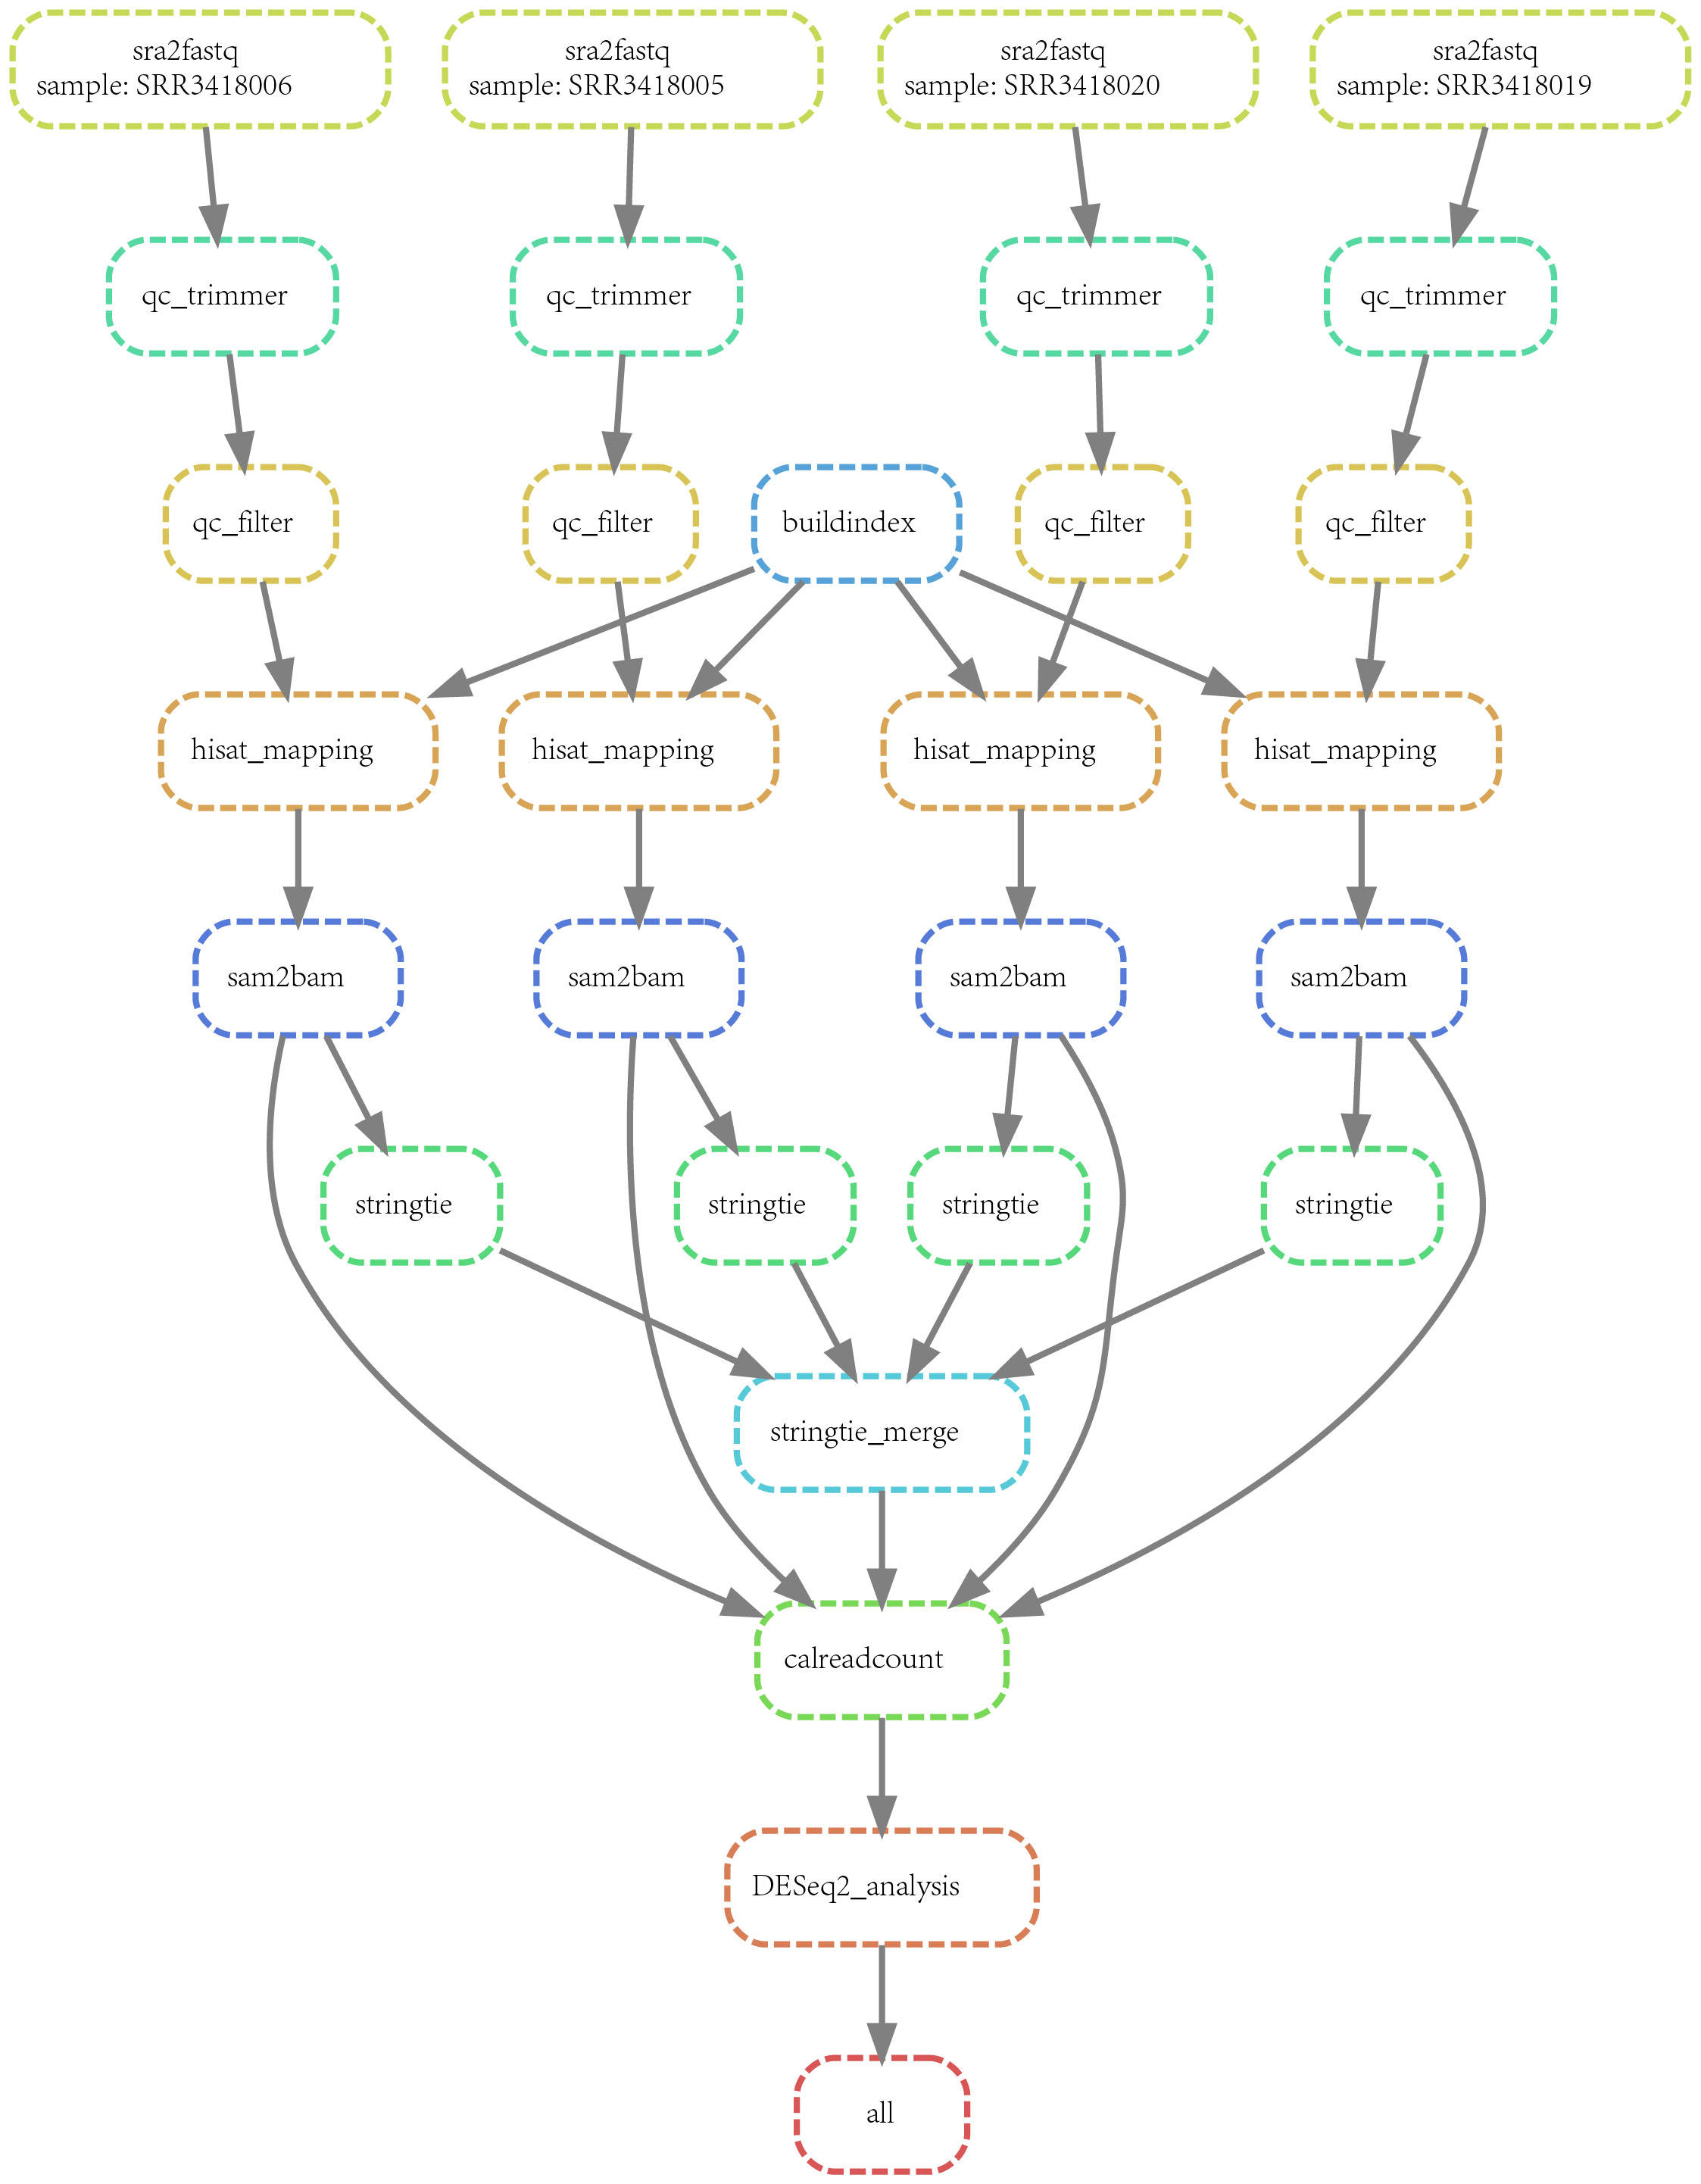 sra2fastq
sample: SRR3418006
sra2fastq
sample: SRR3418005
sra2fastq
sample: SRR3418020
sra2fastq
sample: SRR3418019
qc_trimmer
qc_trimmer
qc_trimmer
qc_trimmer
qc_filter
qc_filter
buildindex
qc_filter
qc_filter
hisat_mapping
hisat_mapping
hisat_mapping
hisat_mapping
sam2bam
sam2bam
sam2bam
sam2bam
stringtie
stringtie
stringtie
stringtie
stringtie_merge
calreadcount
DESeq2_analysis
all